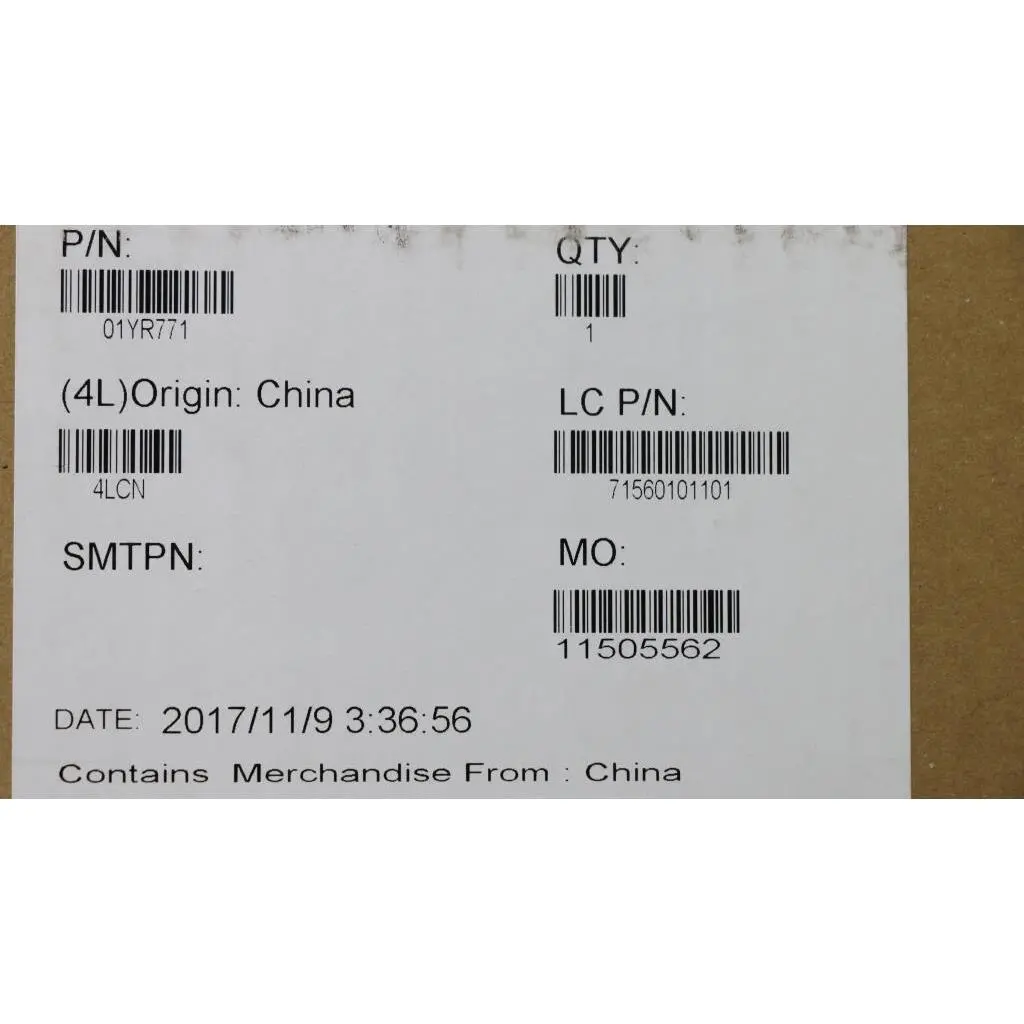 P/N:
QTY:
01YR771
1
(4L)Origin: China
LC P/N:
4LCN
71560101101
SMTPN:
MO:
11505562
DATE: 2017/11/9 3:36:56
Contains Merchandise From : China